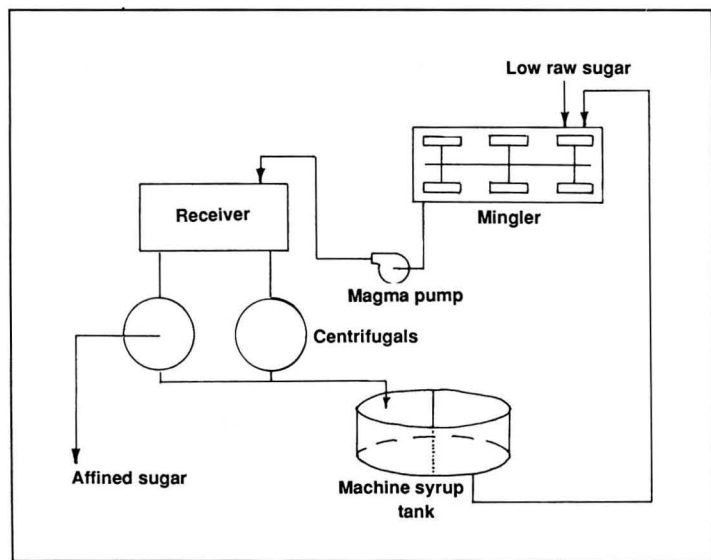 Low raw sugar
Receiver
Mingler
Magma pump
Centrifugals
Affined sugar
Machine syrup
tank